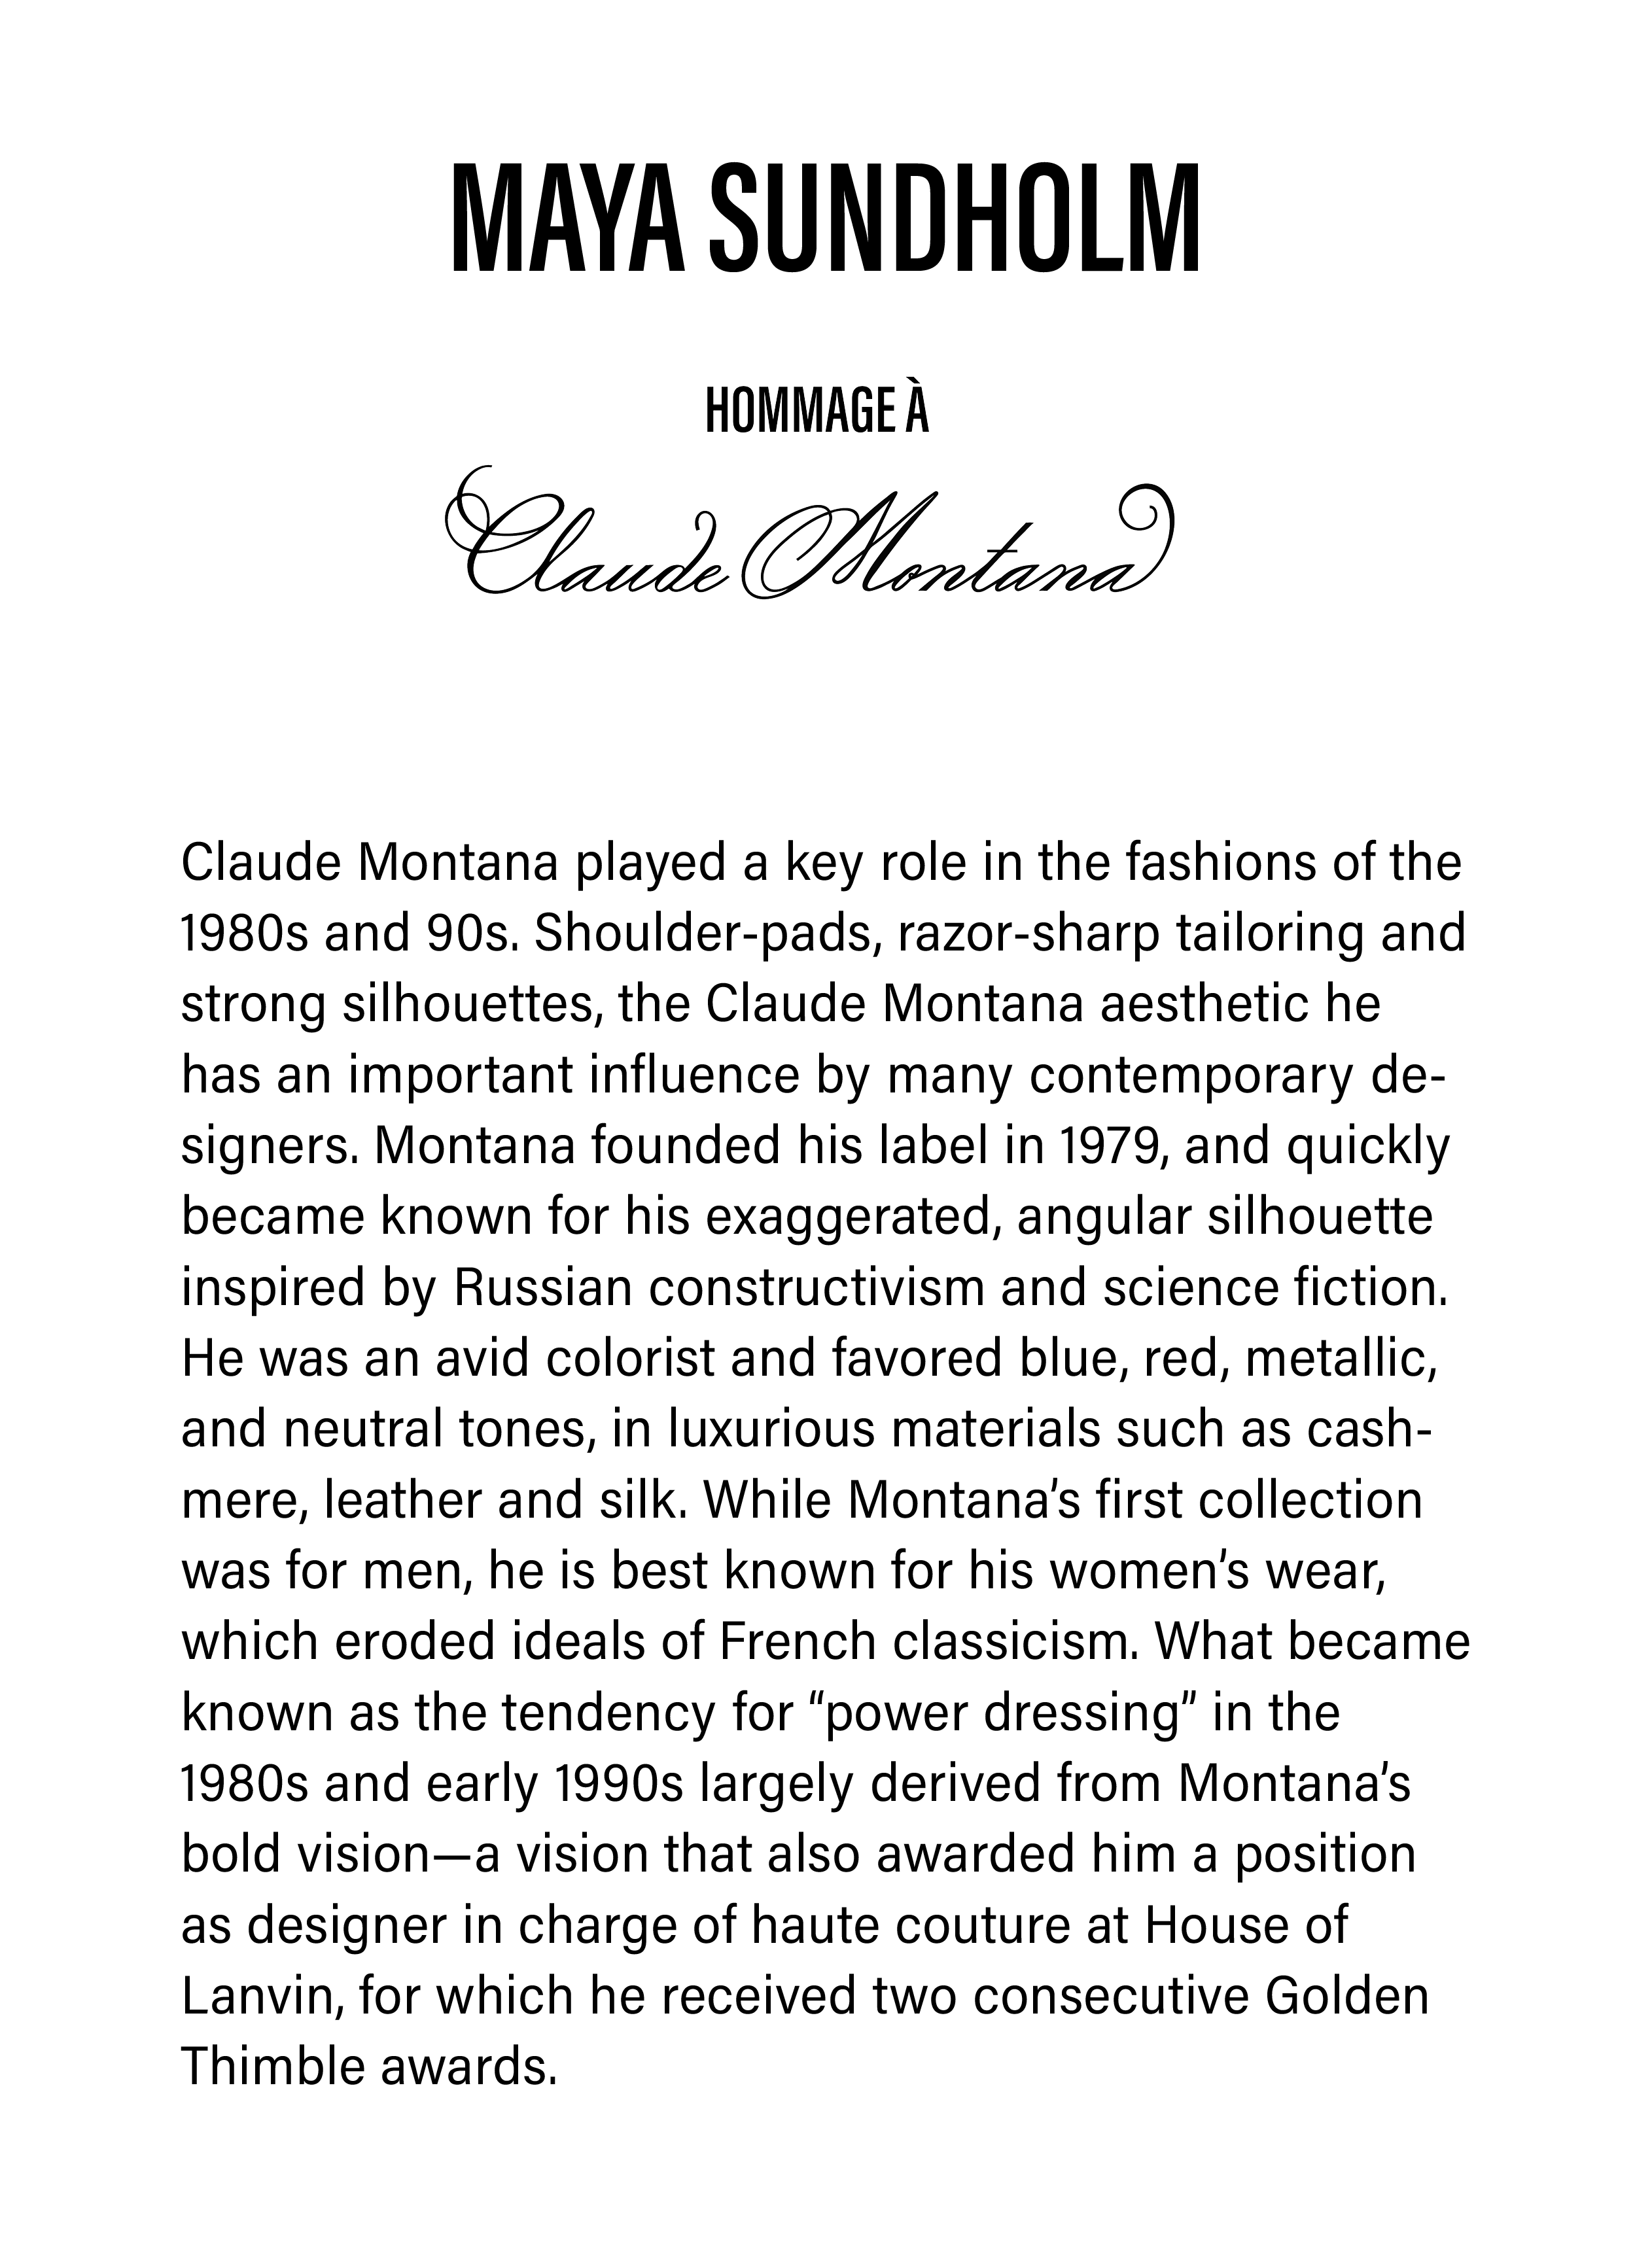 MAYA SUNDHOLM
HOMMAGE À
Claude Montana
Claude Montana played a key role in the fashions of the
1980s and 90s. Shoulder-pads, razor-sharp tailoring and
strong silhouettes, the Claude Montana aesthetic he
has an important influence by many contemporary de-
signers. Montana founded his label in 1979, and quickly
became known for his exaggerated, angular silhouette
inspired by Russian constructivism and science fiction.
He was an avid colorist and favored blue, red, metallic,
and neutral tones, in luxurious materials such as cash-
mere, leather and silk. While Montana’s first collection
was for men, he is best known for his women’s wear,
which eroded ideals of French classicism. What became
known as the tendency for “power dressing” in the
1980s and early 1990s largely derived from Montana’s
bold vision—a vision that also awarded him a position
as designer in charge of haute couture at House of
Lanvin, for which he received two consecutive Golden
Thimble awards.